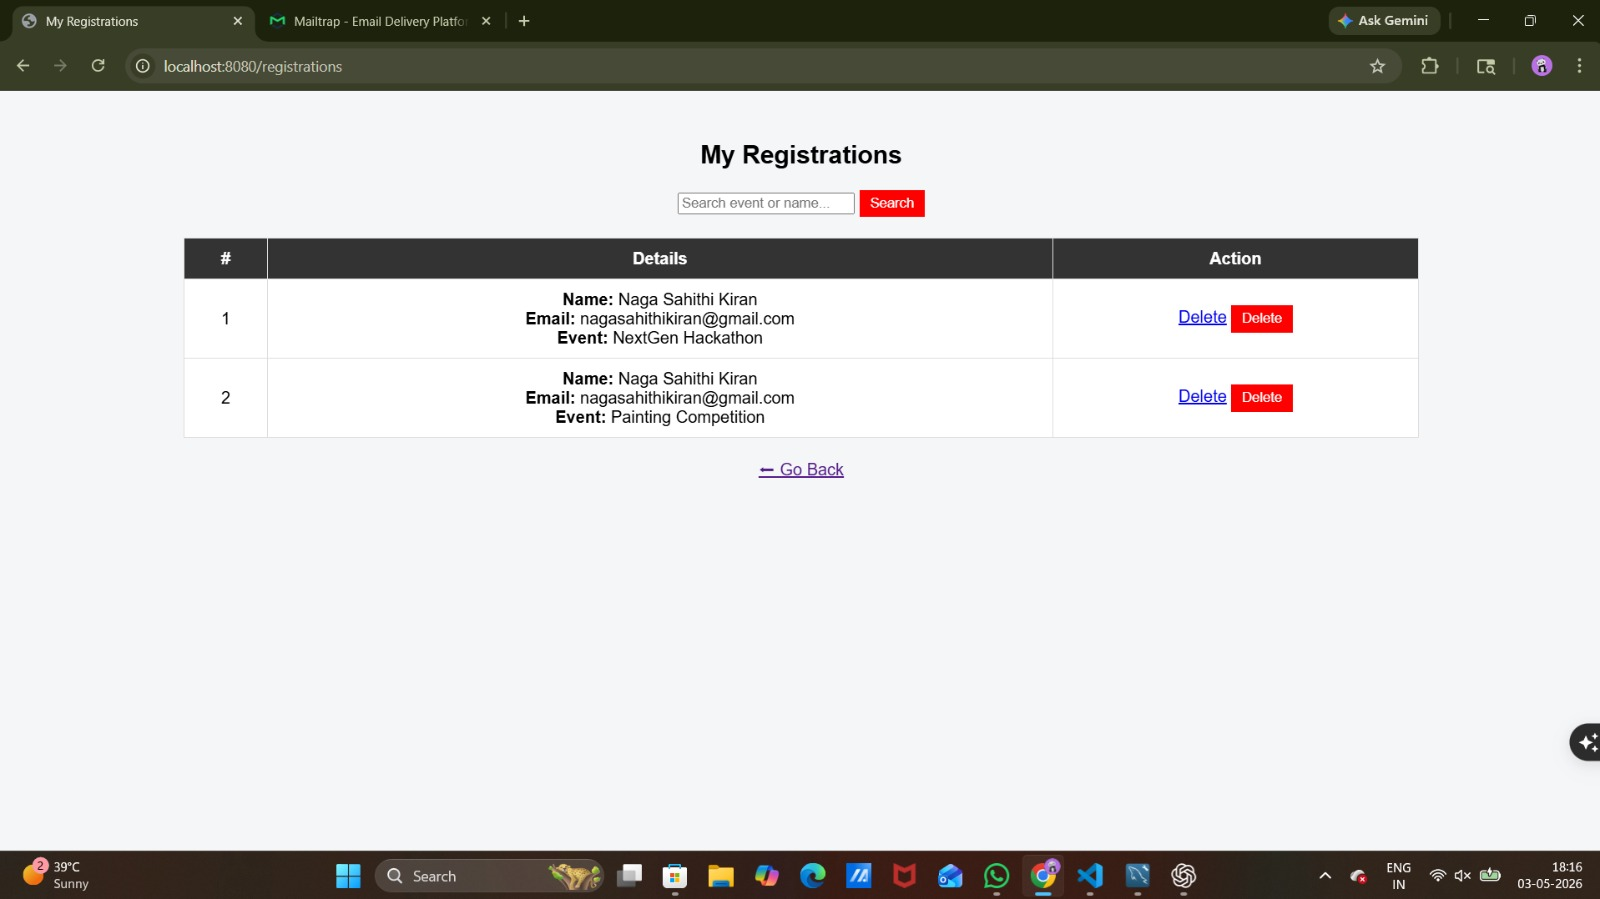 My Registrations
Mailtrap - Email Delivery Platfo
Ask Gemini
localhost:8080/registrations
My Registrations
Search event or name...
Search
# Details Action
1
Name: Naga Sahithi Kiran
Email: nagasahithikiran@gmail.com
Event: NextGen Hackathon
Delete Delete
2
Name: Naga Sahithi Kiran
Email: nagasahithikiran@gmail.com
Event: Painting Competition
Delete Delete
← Go Back
2
39°C
Sunny
Search
ENG
IN
18:16
03-05-2026